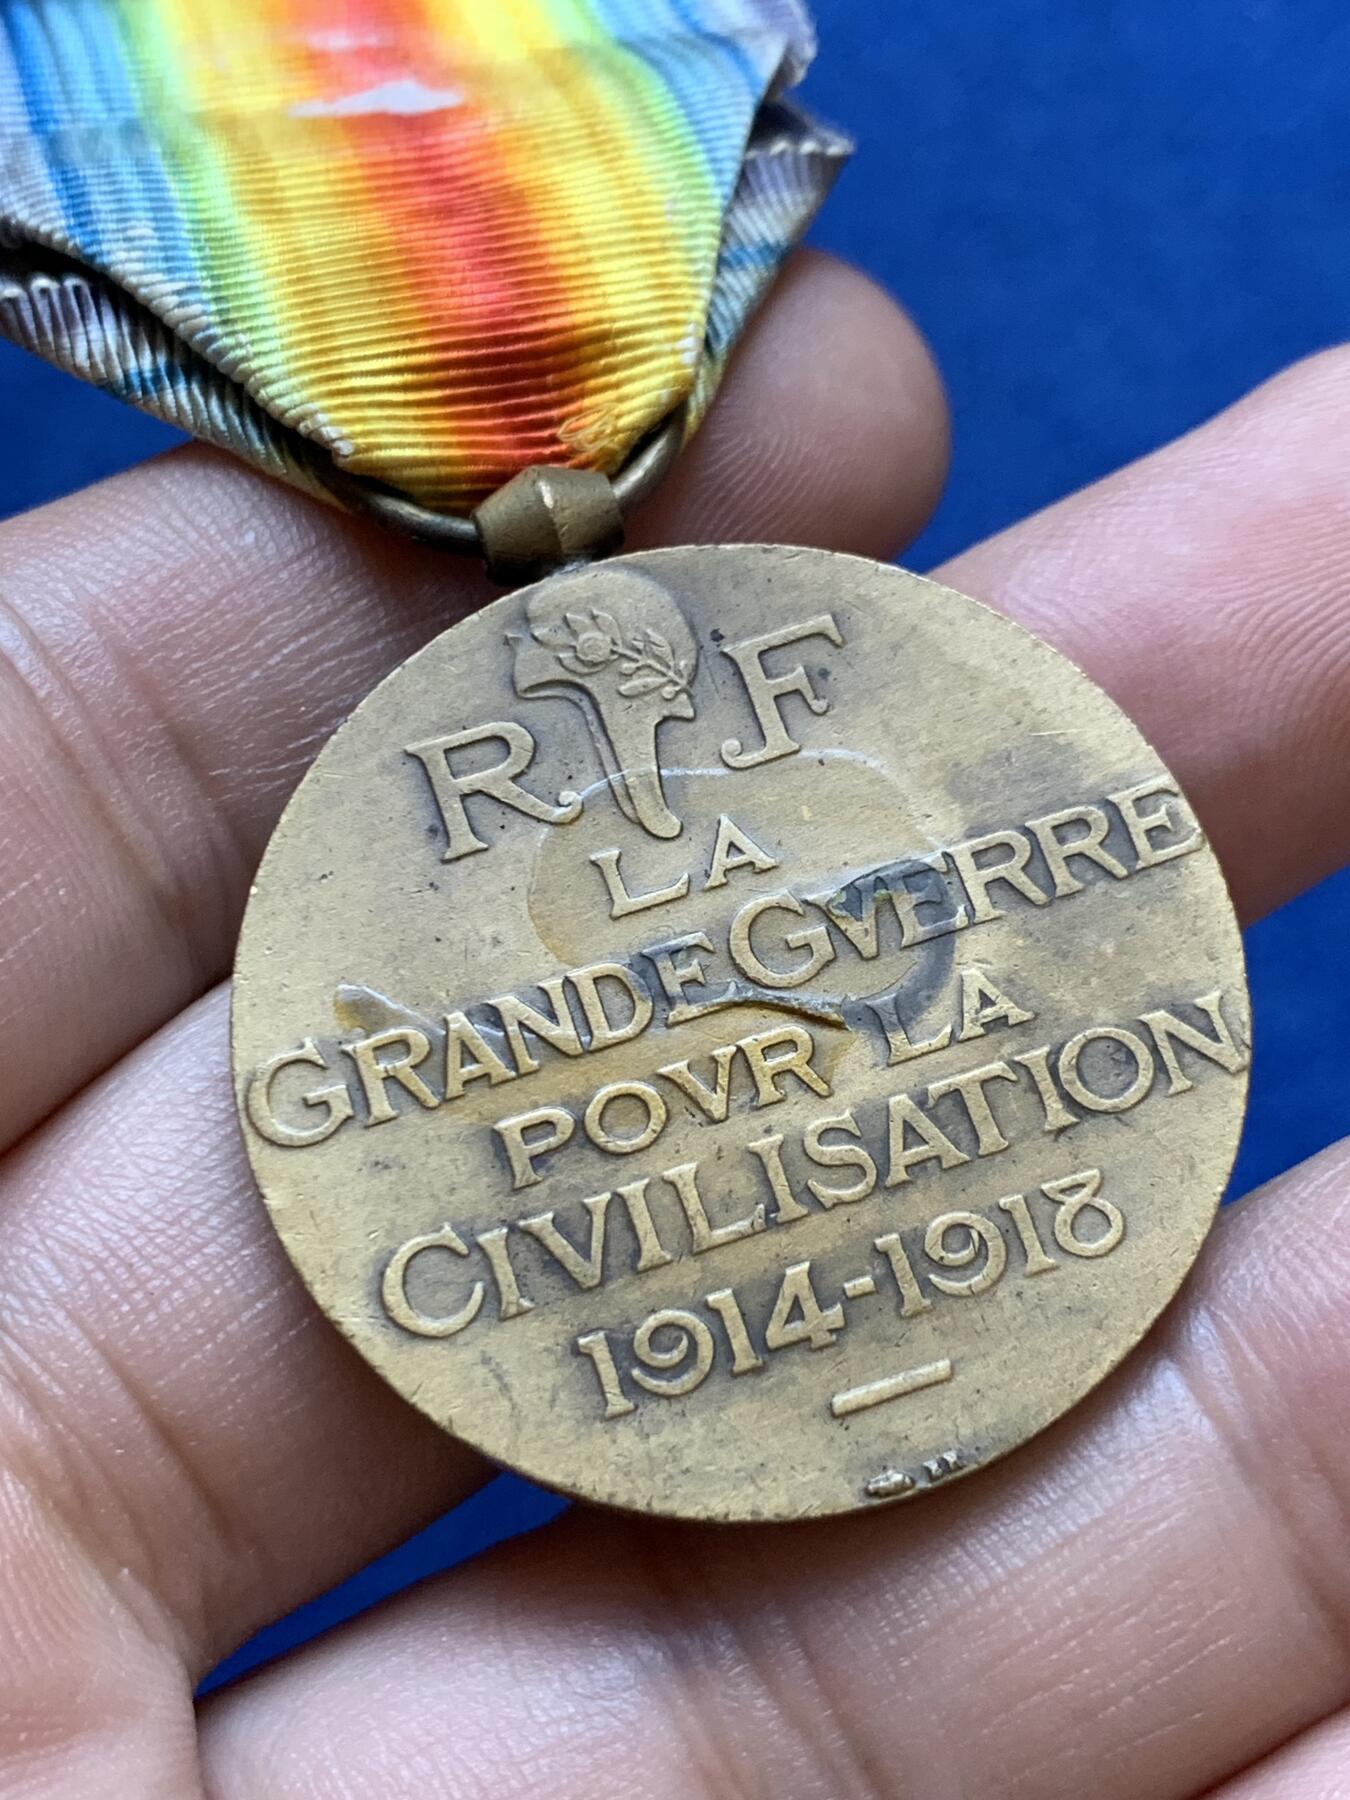 R F
LA
GRANDE GVERRE
POVR LA
CIVILISATION
1914-1918